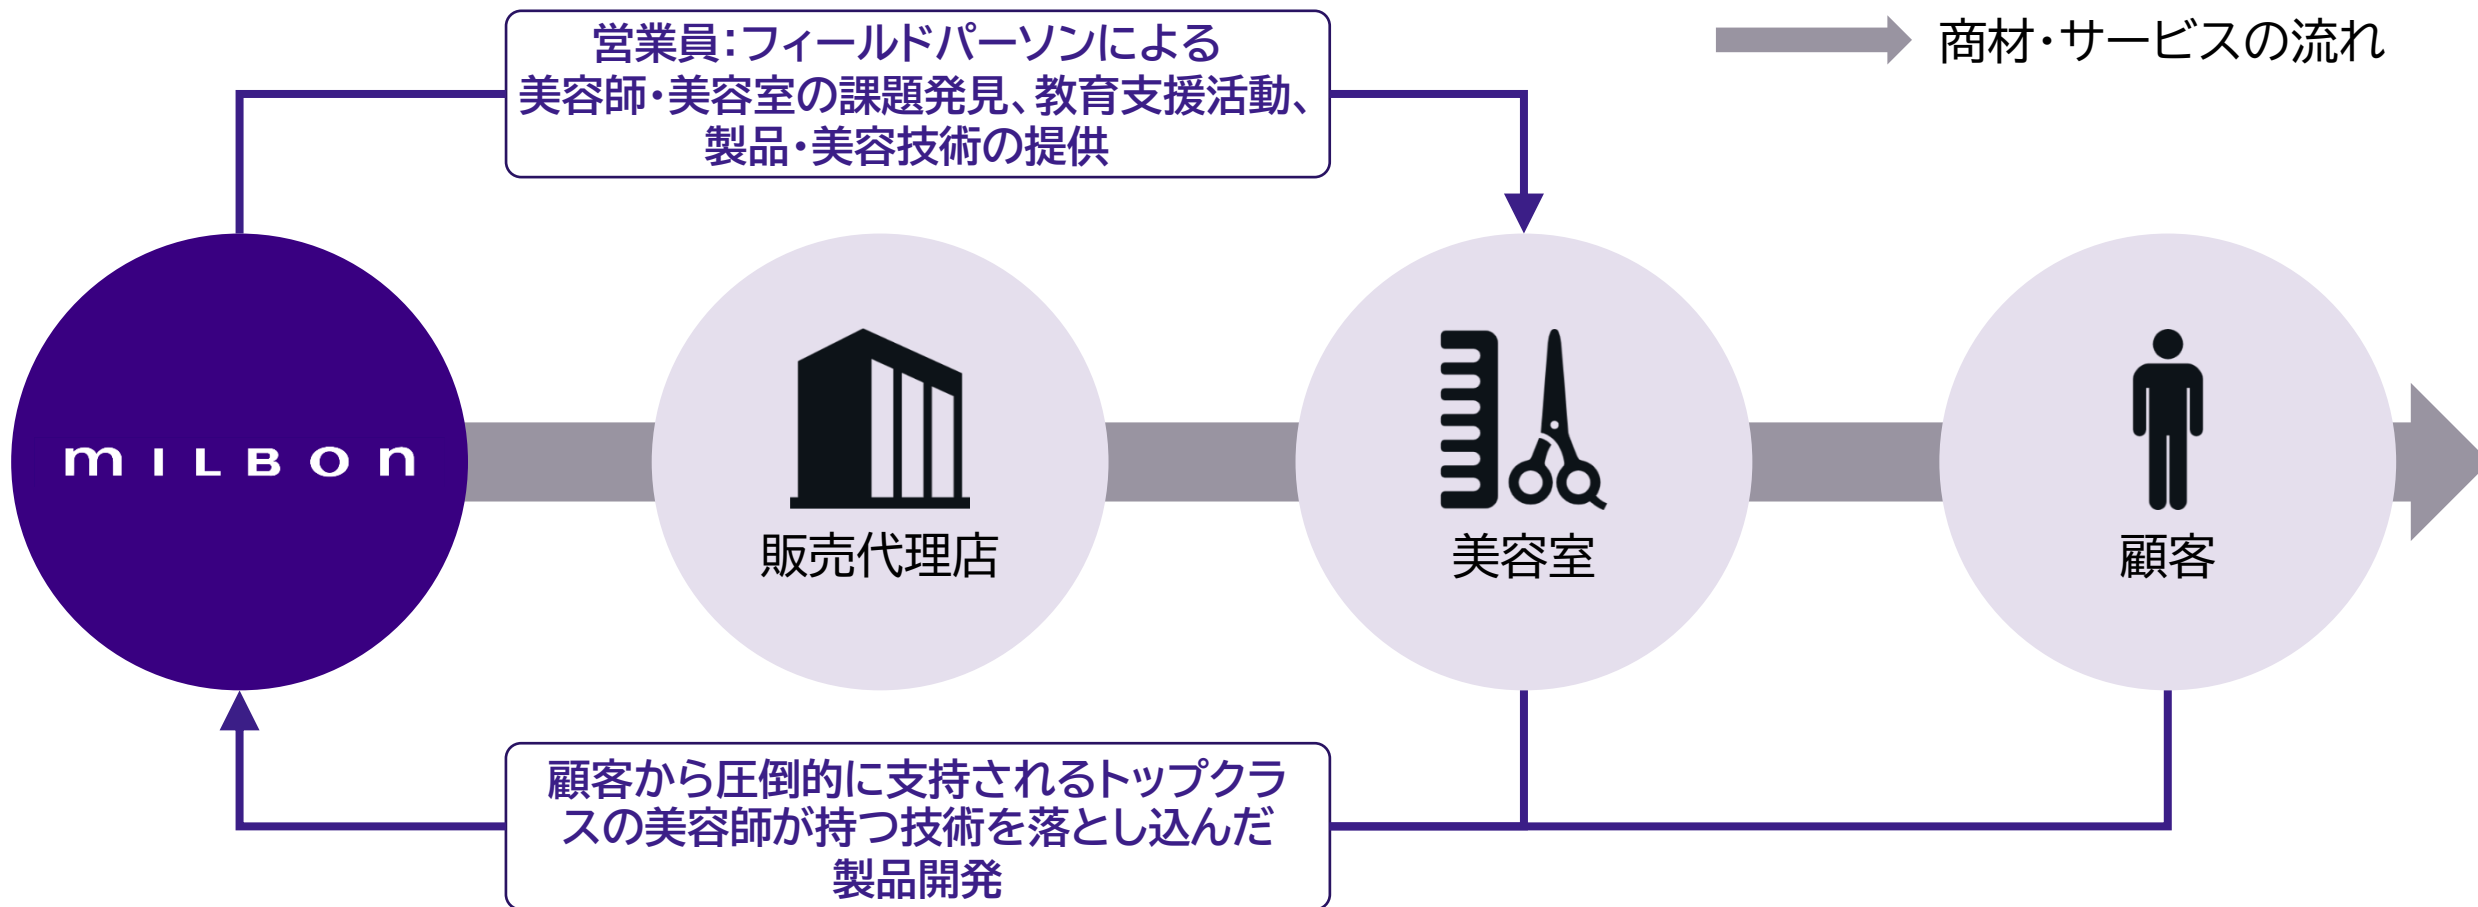 営業員：フィールドパーソンによる
美容師・美容室の課題発見、教育支援活動、
製品・美容技術の提供
商材・サービスの流れ
MILBON
販売代理店
美容室
顧客
顧客から圧倒的に支持されるトップクラ
スの美容師が持つ技術を落とし込んだ
製品開発